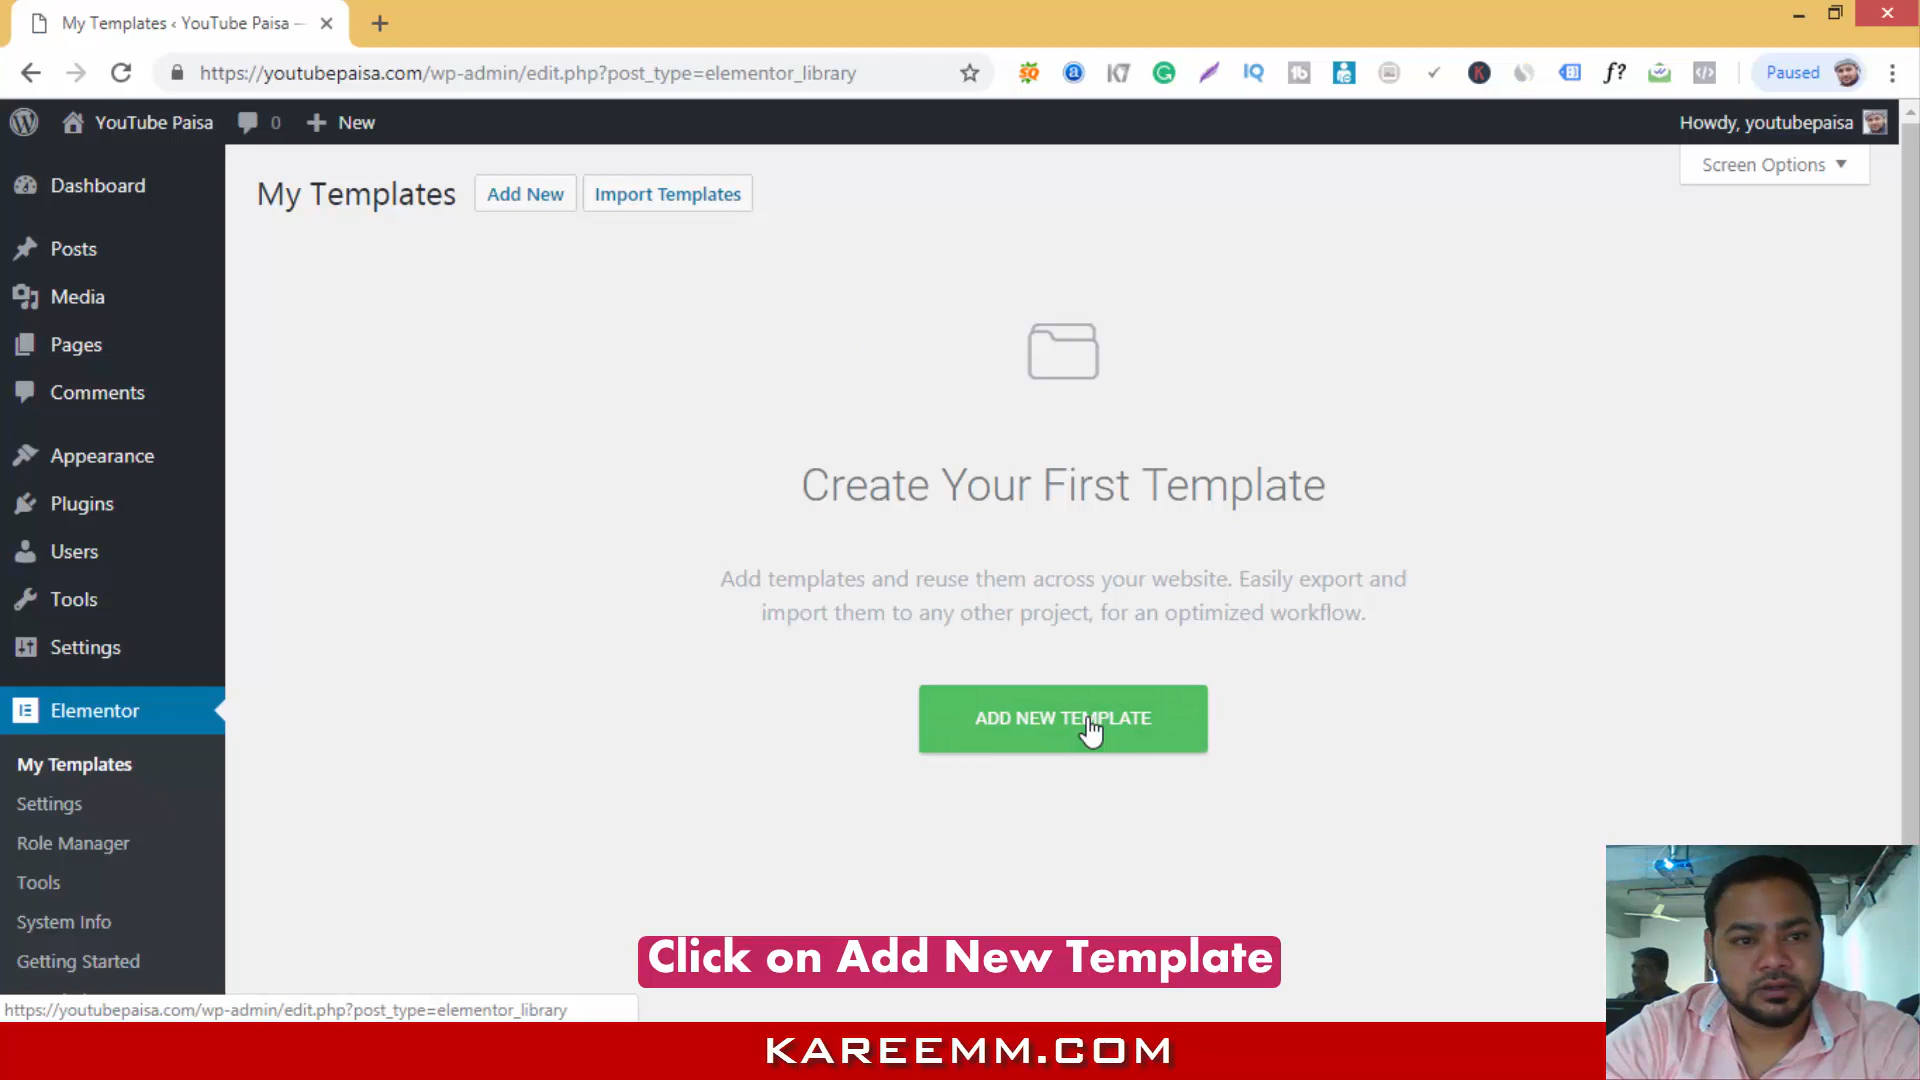 My Templates ‹ YouTube Paisa —
https://youtubepaisa.com/wp-admin/edit.php?post_type=elementor_library
Paused
YouTube Paisa
0
New
Howdy, youtubepaisa
Screen Options
Dashboard
Posts
Media
Pages
Comments
Appearance
Plugins
Users
Tools
Settings
Elementor
My Templates
Settings
Role Manager
Tools
System Info
Getting Started
My Templates
Add New
Import Templates
Create Your First Template
Add templates and reuse them across your website. Easily export and
import them to any other project, for an optimized workflow.
ADD NEW TEMPLATE
Click on Add New Template
https://youtubepaisa.com/wp-admin/edit.php?post_type=elementor_library
KAREEMM.COM